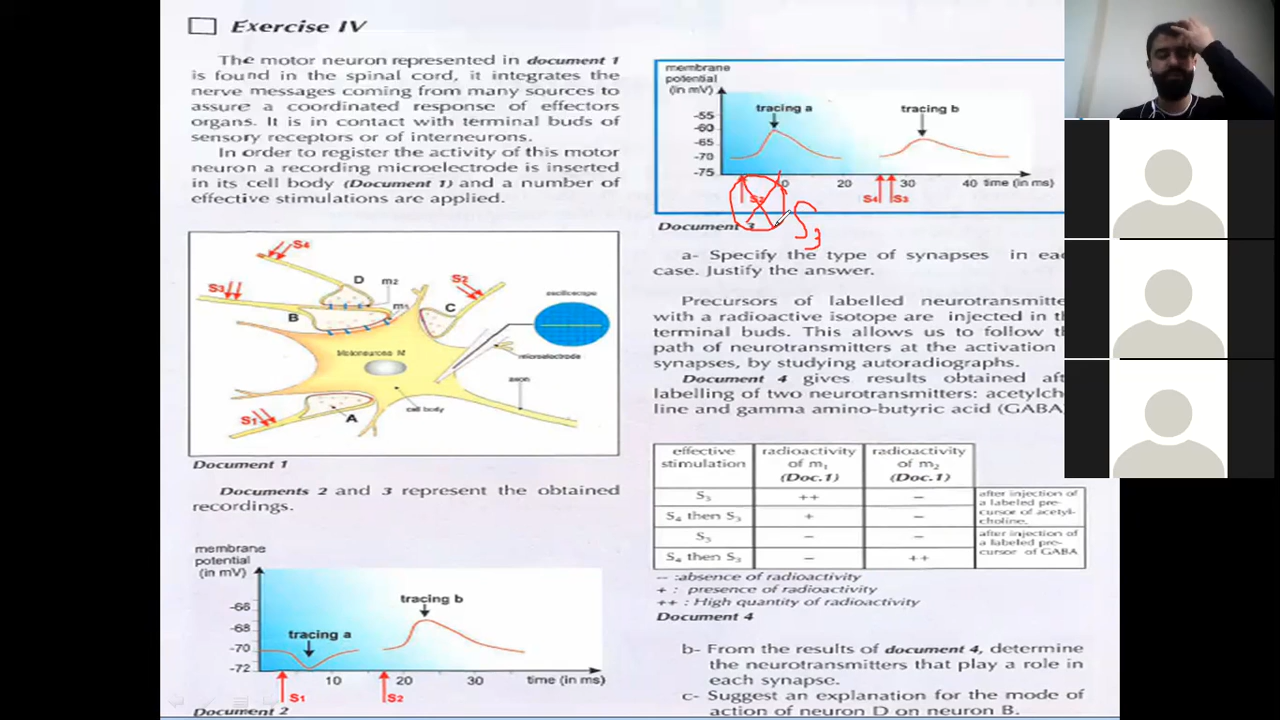 Exercise IV
The motor neuron represented in document 1
is found in the spinal cord, it integrates the
nerve messages coming from many sources to
assure a coordinated response of effectors
organs. It is in contact with terminal buds of
sensory receptors or of interneurons.
In order to register the activity of this motor
neuron a recording microelectrode is inserted
in its cell body (Document 1) and a number of
effective stimulations are applied.
S4
D
m2
S3
S2
B
m1
C
oscilloscope
Motoneurone M
microelectrode
axon
cell body
S1
A
Document 1
Documents 2 and 3 represent the obtained
recordings.
membrane
potential
(in mV)
tracing b
-66
-68
tracing a
-70
-72
10
20
30
time (in ms)
S1
S2
Document 2
membrane
potential
(in mV)
tracing a
tracing b
-55
-60
-65
-70
-75
20
30
40
time (in ms)
S4
S3
S3
Document 3
a- Specify the type of synapses in eac
case. Justify the answer.
Precursors of labelled neurotransmitte
with a radioactive isotope are injected in th
terminal buds. This allows us to follow th
path of neurotransmitters at the activation
synapses, by studying autoradiographs.
Document 4 gives results obtained aft
labelling of two neurotransmitters: acetylch
line and gamma amino-butyric acid (GABA
effective stimulation | radioactivity of m1 (Doc.1) | radioactivity of m2 (Doc.1)
S3 | ++ | – | after injection of a labeled pre-
S4 then S3 | + | – | cursor of acetyl-choline.
S3 | – | – | after injection of a labeled pre-
S4 then S3 | – | ++ | cursor of GABA
– :absence of radioactivity
+ : presence of radioactivity
++ : High quantity of radioactivity
Document 4
b- From the results of document 4, determine
the neurotransmitters that play a role in
each synapse.
c- Suggest an explanation for the mode of
action of neuron D on neuron B.